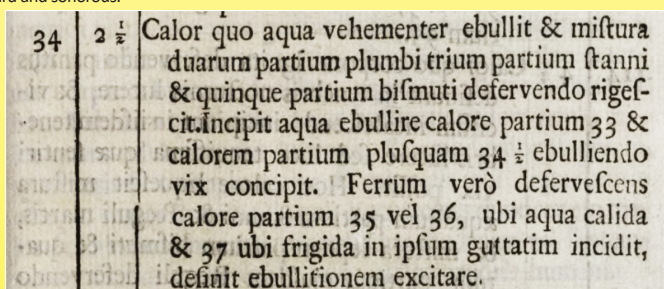 and sonorous.
34 2 ½ Calor quo aqua vehementer ebullit & miſtura
duarum partium plumbi trium partium ſtanni
& quinque partium biſmuti defervendo rigeſ-
cit.Incipit aqua ebullire calore partium 33 &
calorem partium pluſquam 34 ½ ebulliendo
vix concipit. Ferrum verò deferveſcens
calore partium 35 vel 36, ubi aqua calida
& 37 ubi frigida in ipſum guttatim incidit,
deſinit ebullitionem excitare.